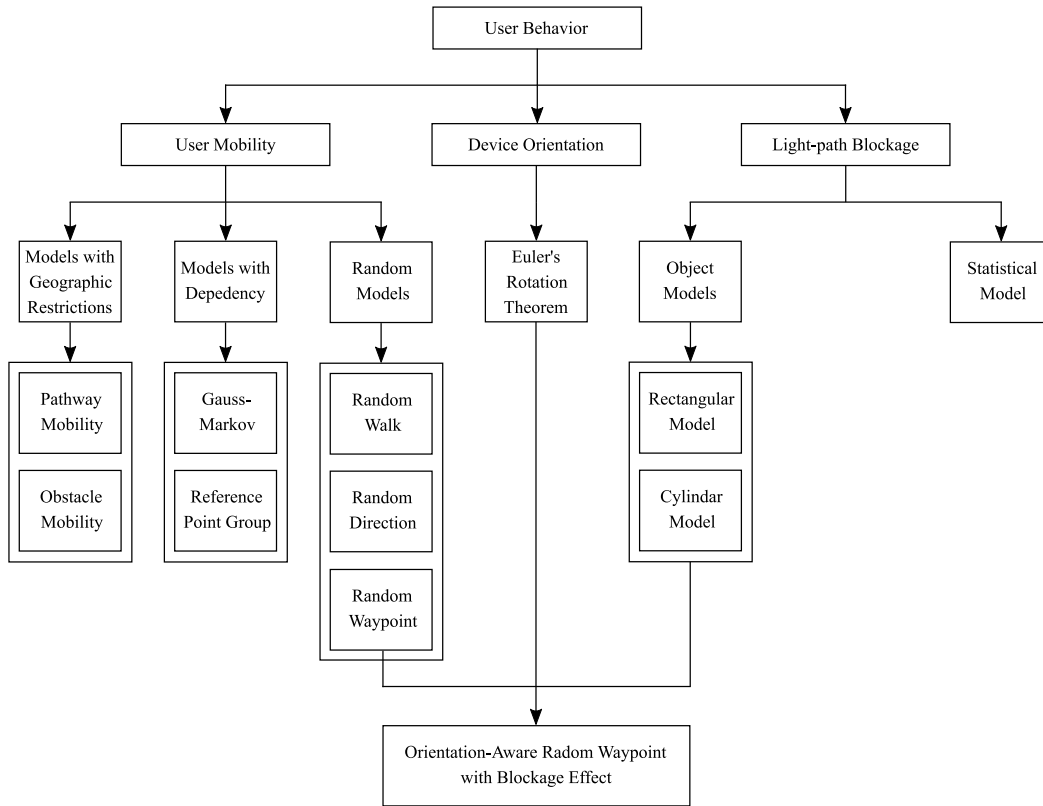 User Behavior
User Mobility
Device Orientation
Light-path Blockage
Models with
Geographic
Restrictions
Models with
Depedency
Random
Models
Euler's
Rotation
Theorem
Object
Models
Statistical
Model
Pathway
Mobility
Obstacle
Mobility
Gauss-
Markov
Reference
Point Group
Random
Walk
Random
Direction
Random
Waypoint
Rectangular
Model
Cylindar
Model
Orientation-Aware Radom Waypoint
with Blockage Effect